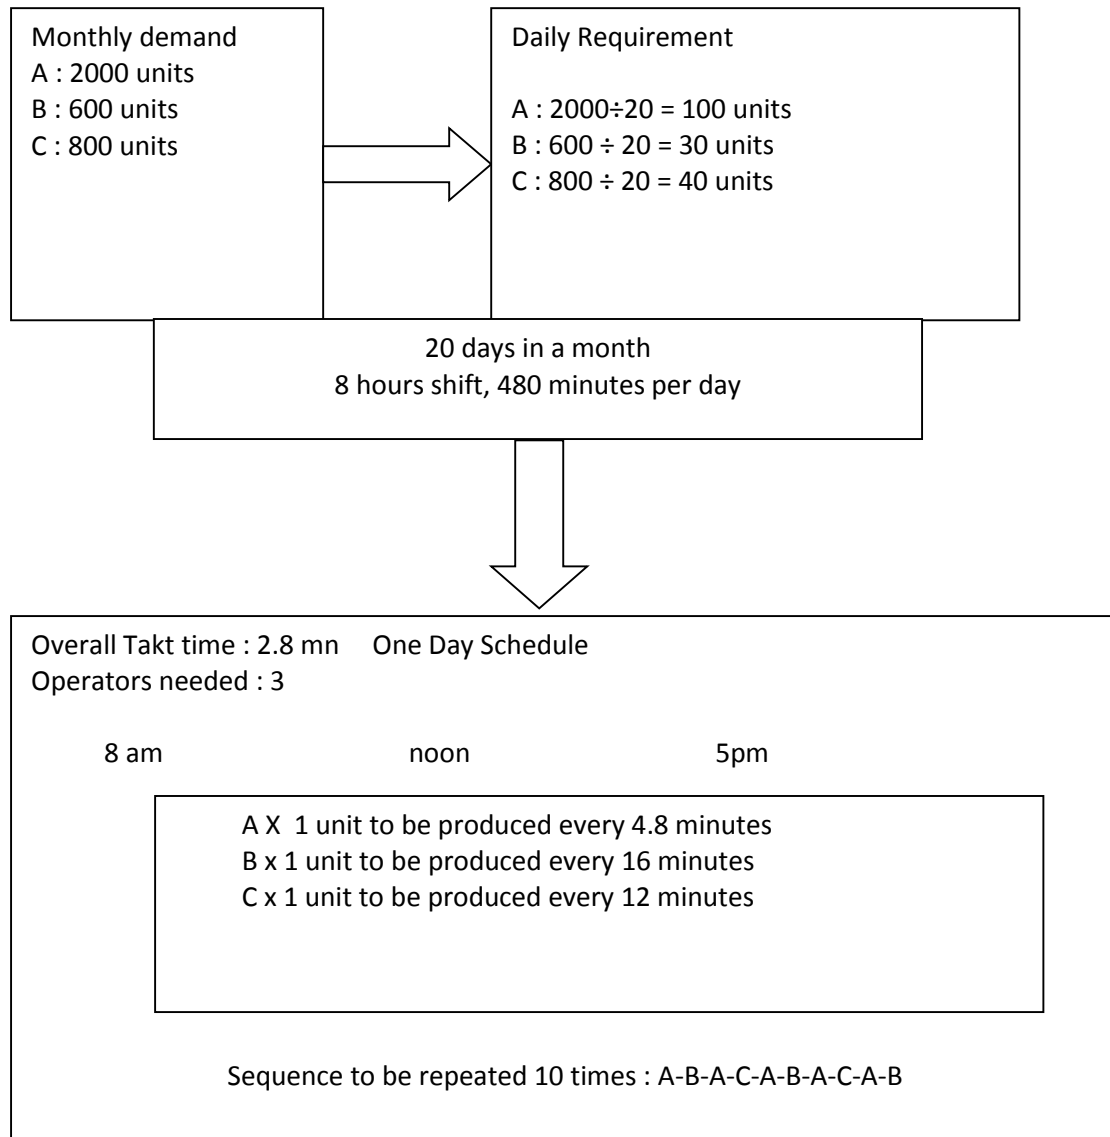 Monthly demand
A : 2000 units
B : 600 units
C : 800 units
Daily Requirement
A : 2000÷20 = 100 units
B : 600 ÷ 20 = 30 units
C : 800 ÷ 20 = 40 units
20 days in a month
8 hours shift, 480 minutes per day
Overall Takt time : 2.8 mn One Day Schedule
Operators needed : 3
8 am noon 5pm
A X 1 unit to be produced every 4.8 minutes
B x 1 unit to be produced every 16 minutes
C x 1 unit to be produced every 12 minutes
Sequence to be repeated 10 times : A-B-A-C-A-B-A-C-A-B